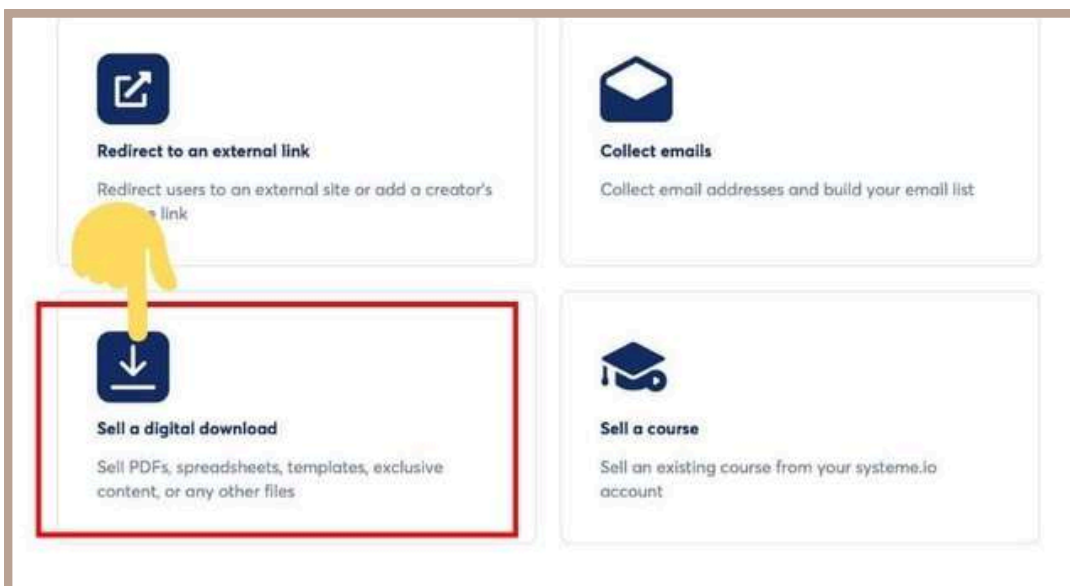 Redirect to an external link
Redirect users to an external site or add a creator's
link
Collect emails
Collect email addresses and build your email list
Sell a digital download
Sell PDFs, spreadsheets, templates, exclusive
content, or any other files
Sell a course
Sell an existing course from your systeme.io
account